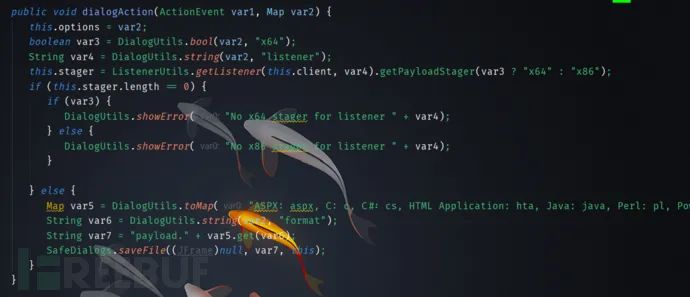 public void dialogAction(ActionEvent var1, Map var2) {
this.options = var2;
boolean var3 = DialogUtils.bool(var2, "x64");
String var4 = DialogUtils.string(var2, "listener");
this.stager = ListenerUtils.getListener(this.client, var4).getPayloadStager(var3 ? "x64" : "x86");
if (this.stager.length == 0) {
if (var3) {
DialogUtils.showError( var0: "No x64 stager for listener " + var4);
} else {
DialogUtils.showError( var0: "No x86 stager for listener " + var4);
}
} else {
Map var5 = DialogUtils.toMap( var0: "ASPX: aspx, C: c, C#: cs, HTML Application: hta, Java: java, Perl: pl, Pow
String var6 = DialogUtils.string(var2, "format");
String var7 = "payload." + var5.get(var6);
SafeDialogs.saveFile((JFrame)null, var7, this);
}
}
FREEBUF